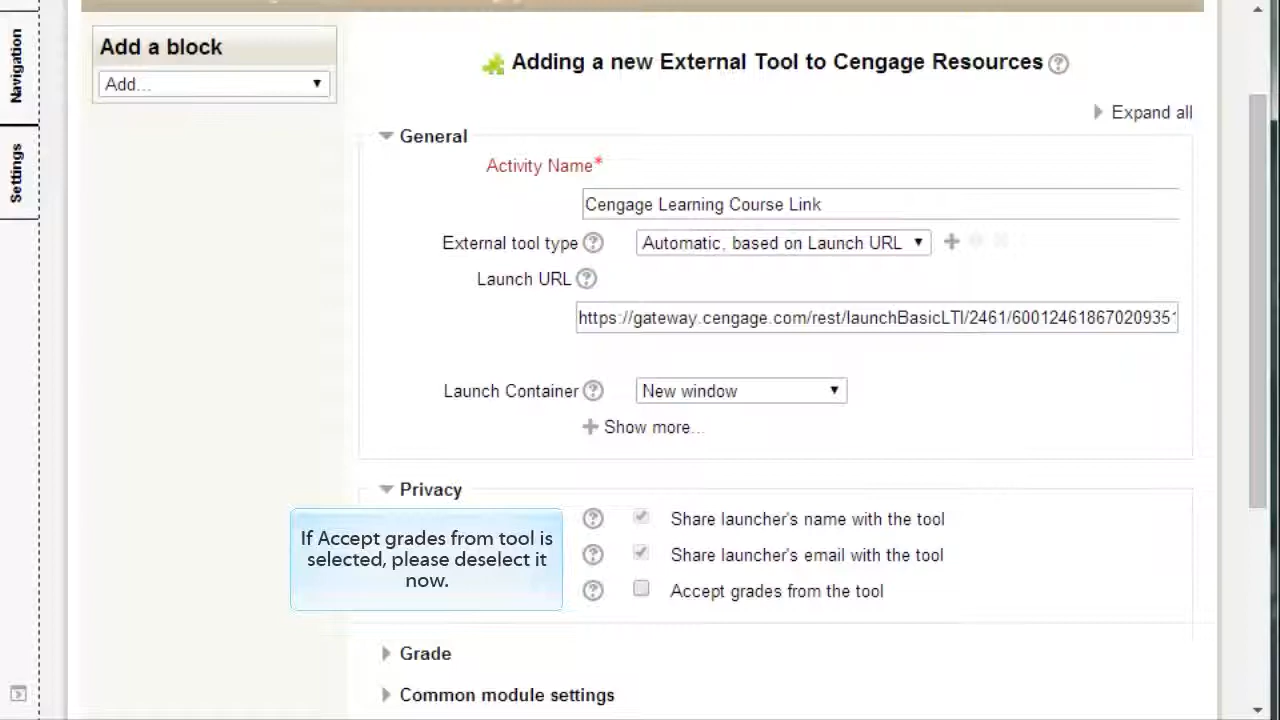 Navigation
Settings
Add a block
Add...
Adding a new External Tool to Cengage Resources
Expand all
General
Activity Name*
Cengage Learning Course Link
External tool type
Automatic, based on Launch URL
Launch URL
https://gateway.cengage.com/rest/launchBasicLTI/2461/60012461867020935
Launch Container
New window
Show more...
Privacy
If Accept grades from tool is
selected, please deselect it
now.
Share launcher's name with the tool
Share launcher's email with the tool
Accept grades from the tool
Grade
Common module settings